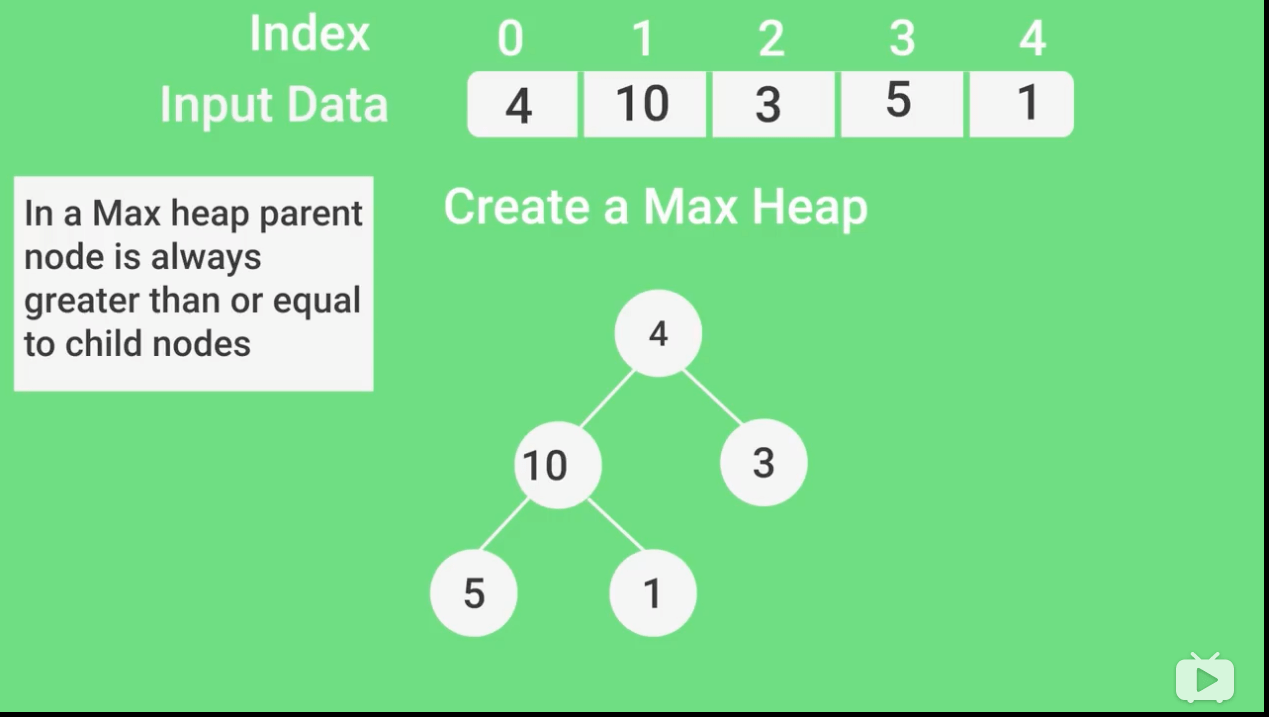 Index 0 1 2 3 4
Input Data 4 10 3 5 1
In a Max heap parent
node is always
greater than or equal
to child nodes
Create a Max Heap
4
10 3
5 1